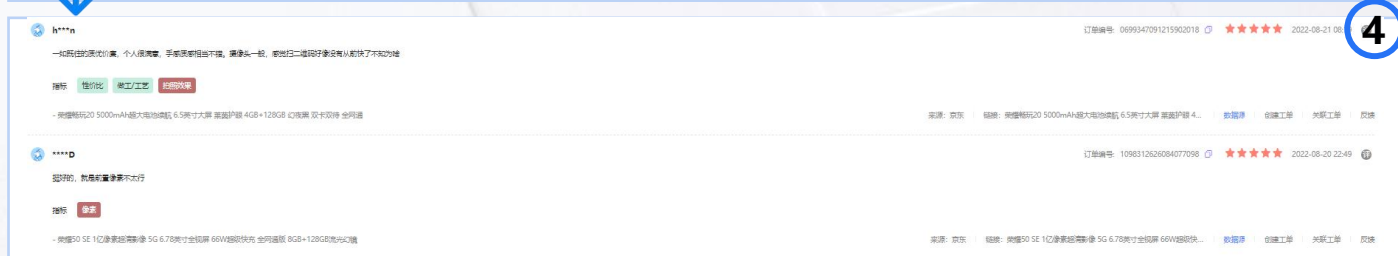 h***n 订单编号: 0699347091215902018 2022-08-21 08: 4
一如既往的质优价廉，个人很满意，手感质感相当不错，摄像头一般，感觉扫二维码好像没有从前快了不知为啥
指标 性价比 做工/工艺 拍照效果
- 荣耀畅玩20 5000mAh超大电池续航 6.5英寸大屏 莱茵护眼 4GB+128GB 幻夜黑 双卡双待 全网通 来源: 京东 链接: 荣耀畅玩20 5000mAh超大电池续航 6.5英寸大屏 莱茵护眼 4... 数据源 创建工单 关联工单 反馈
****D 订单编号: 1098312626084077098 2022-08-20 22:49
挺好的，就是前置像素不太行
指标 像素
- 荣耀50 SE 1亿像素超清影像 5G 6.78英寸全视屏 66W超级快充 全网通版 8GB+128GB流光幻镜 来源: 京东 链接: 荣耀50 SE 1亿像素超清影像 5G 6.78英寸全视屏 66W超级快... 数据源 创建工单 关联工单 反馈